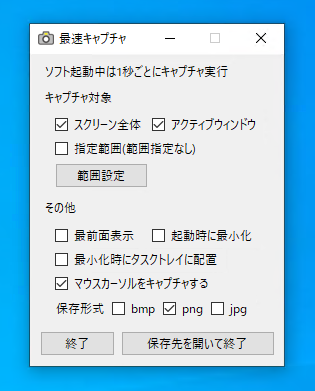 最速キャプチャ
ソフト起動中は1秒ごとにキャプチャ実行
キャプチャ対象
スクリーン全体 アクティブウィンドウ
指定範囲(範囲指定なし)
範囲設定
その他
最前面表示 起動時に最小化
最小化時にタスクトレイに配置
マウスカーソルをキャプチャする
保存形式 bmp png jpg
終了 保存先を開いて終了